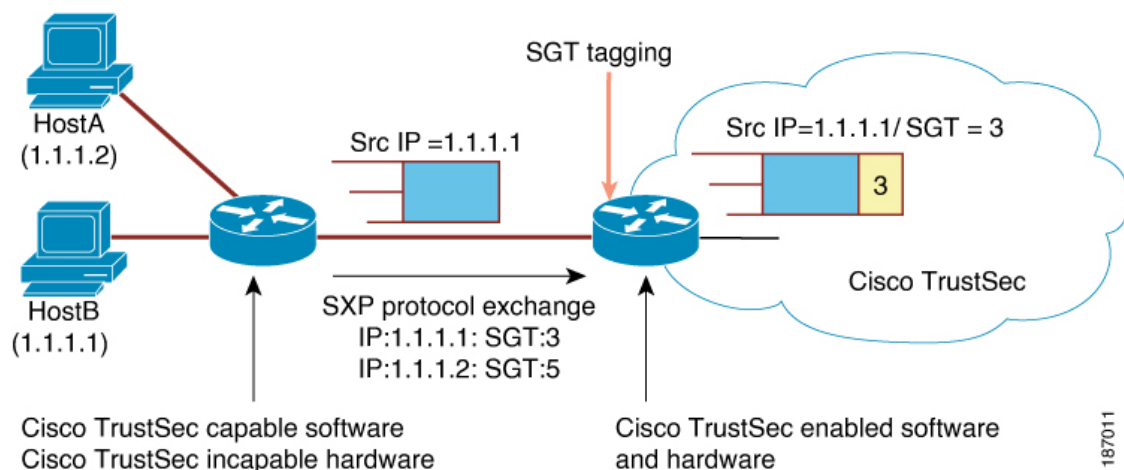 SGT tagging
HostA
(1.1.1.2)
Src IP =1.1.1.1
Src IP=1.1.1.1/ SGT = 3
3
HostB
(1.1.1.1)
SXP protocol exchange
IP:1.1.1.1: SGT:3
IP:1.1.1.2: SGT:5
Cisco TrustSec
Cisco TrustSec capable software
Cisco TrustSec incapable hardware
Cisco TrustSec enabled software
and hardware
187011